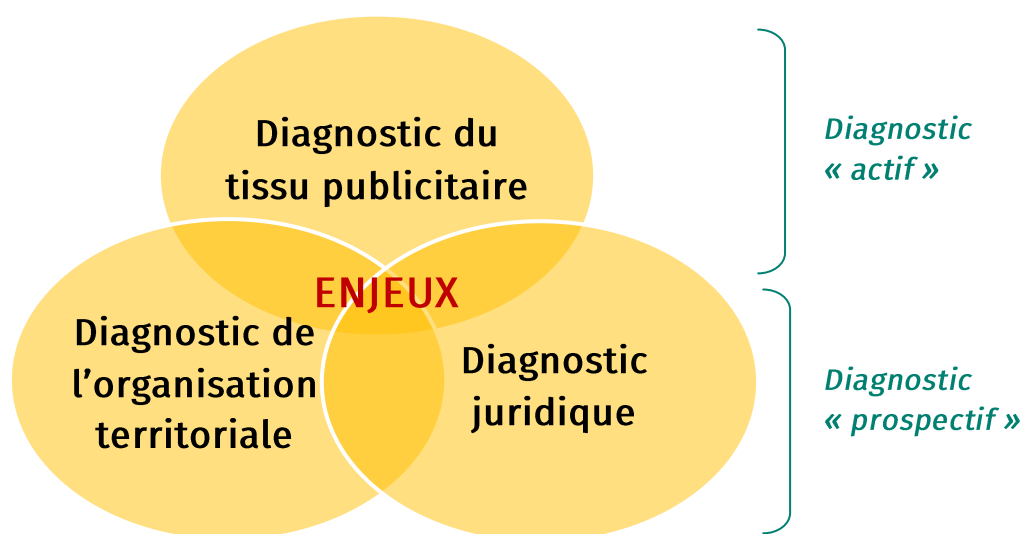 Diagnostic du
tissu publicitaire
Diagnostic
« actif »
ENJEUX
Diagnostic de
l’organisation
territoriale
Diagnostic
juridique
Diagnostic
« prospectif »